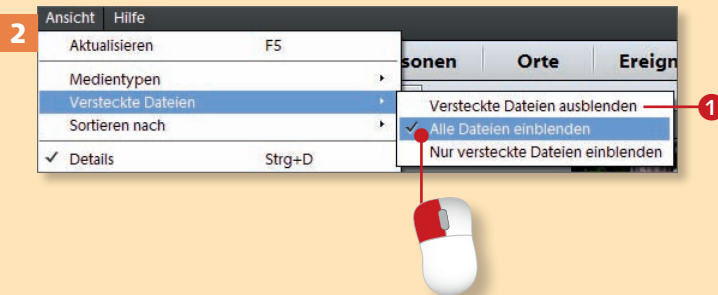 2
Ansicht Hilfe
Aktualisieren F5
Medientypen
Versteckte Dateien
Sortieren nach
✓ Details Strg+D
sonen Orte Ereign
Versteckte Dateien ausblenden 1
✓ Alle Dateien einblenden
Nur versteckte Dateien einblenden